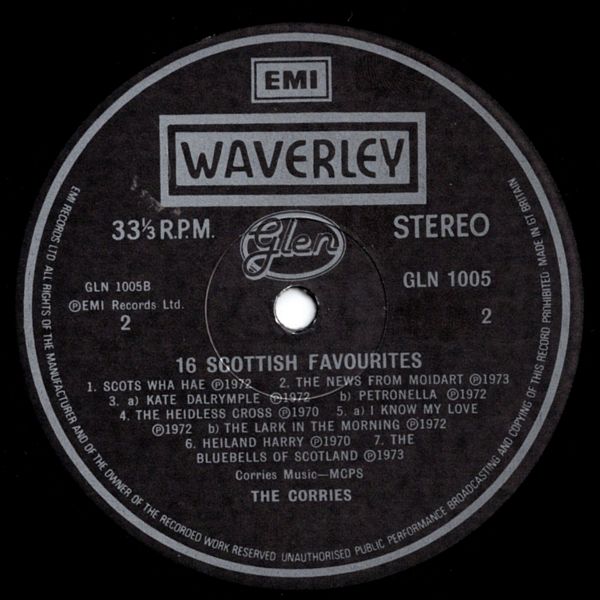 EMI
WAVERLEY
33⅓ R.P.M.
Glen
STEREO
GLN 1005B
℗EMI Records Ltd.
2
GLN 1005
2
16 SCOTTISH FAVOURITES
1. SCOTS WHA HAE ℗1972 2. THE NEWS FROM MOIDART ℗1973
3. a) KATE DALRYMPLE ℗1972 b) PETRONELLA ℗1972
4. THE HEIDLESS CROSS ℗1970 5. a) I KNOW MY LOVE
℗1972 b) THE LARK IN THE MORNING ℗1972
6. HEILAND HARRY ℗1970 7. THE
BLUEBELLS OF SCOTLAND ℗1973
Corries Music—MCPS
THE CORRIES
EMI RECORDS LTD ALL RIGHTS OF THE MANUFACTURER AND OF THE OWNER OF THE RECORDED WORK RESERVED UNAUTHORISED PUBLIC PERFORMANCE BROADCASTING AND COPYING OF THIS RECORD PROHIBITED MADE IN GT BRITAIN